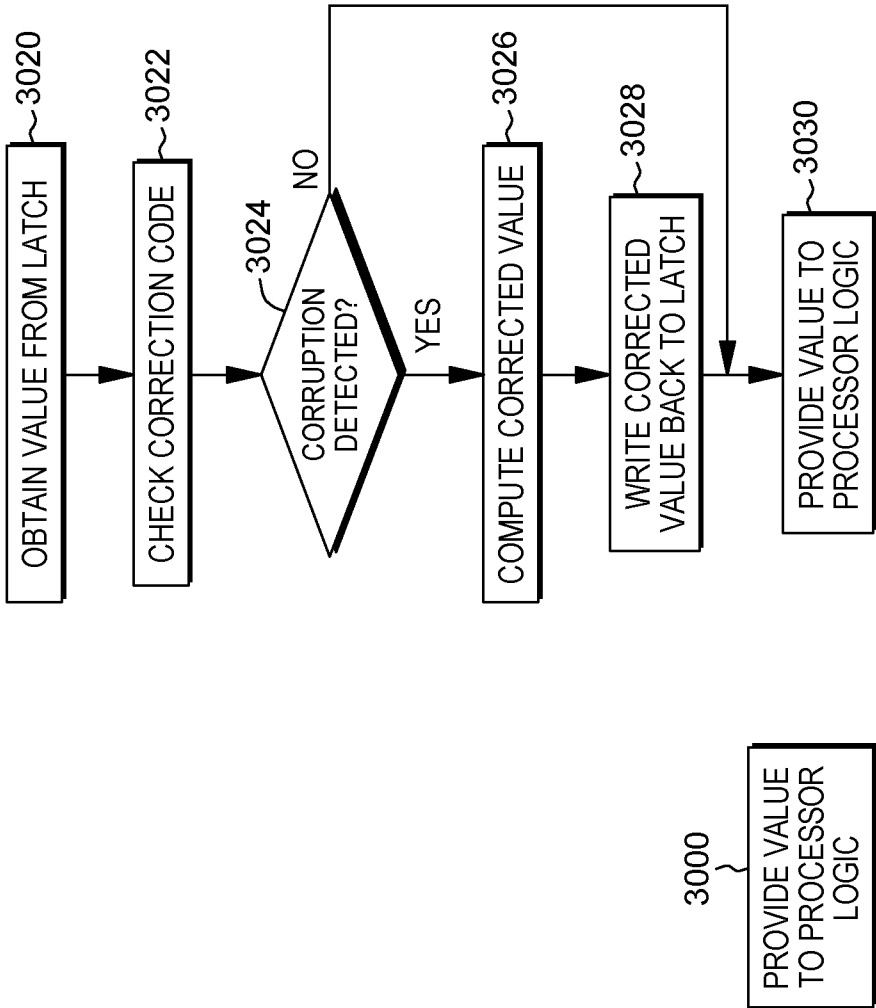 3000
PROVIDE VALUE
TO PROCESSOR
LOGIC
OBTAIN VALUE FROM LATCH
3020
CHECK CORRECTION CODE
3022
CORRUPTION
DETECTED?
3024
NO
YES
COMPUTE CORRECTED VALUE
3026
WRITE CORRECTED
VALUE BACK TO LATCH
3028
PROVIDE VALUE TO
PROCESSOR LOGIC
3030